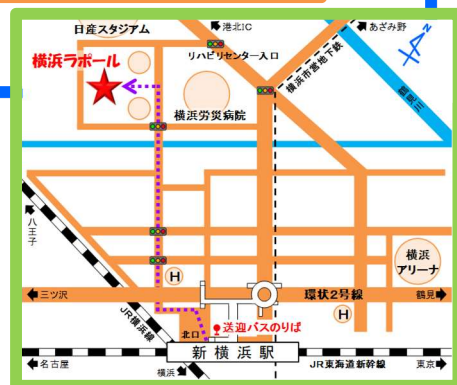 日産スタジアム
港北IC
あざみ野
N
横浜ラポール
リハビリセンター入口
横浜市営地下鉄
鶴見川
横浜労災病院
八王子
横浜
アリーナ
H
三ツ沢
環状2号線
鶴見
JR横浜線
H
北口
送迎バスのりば
新横浜駅
名古屋
横浜
JR東海道新幹線
東京